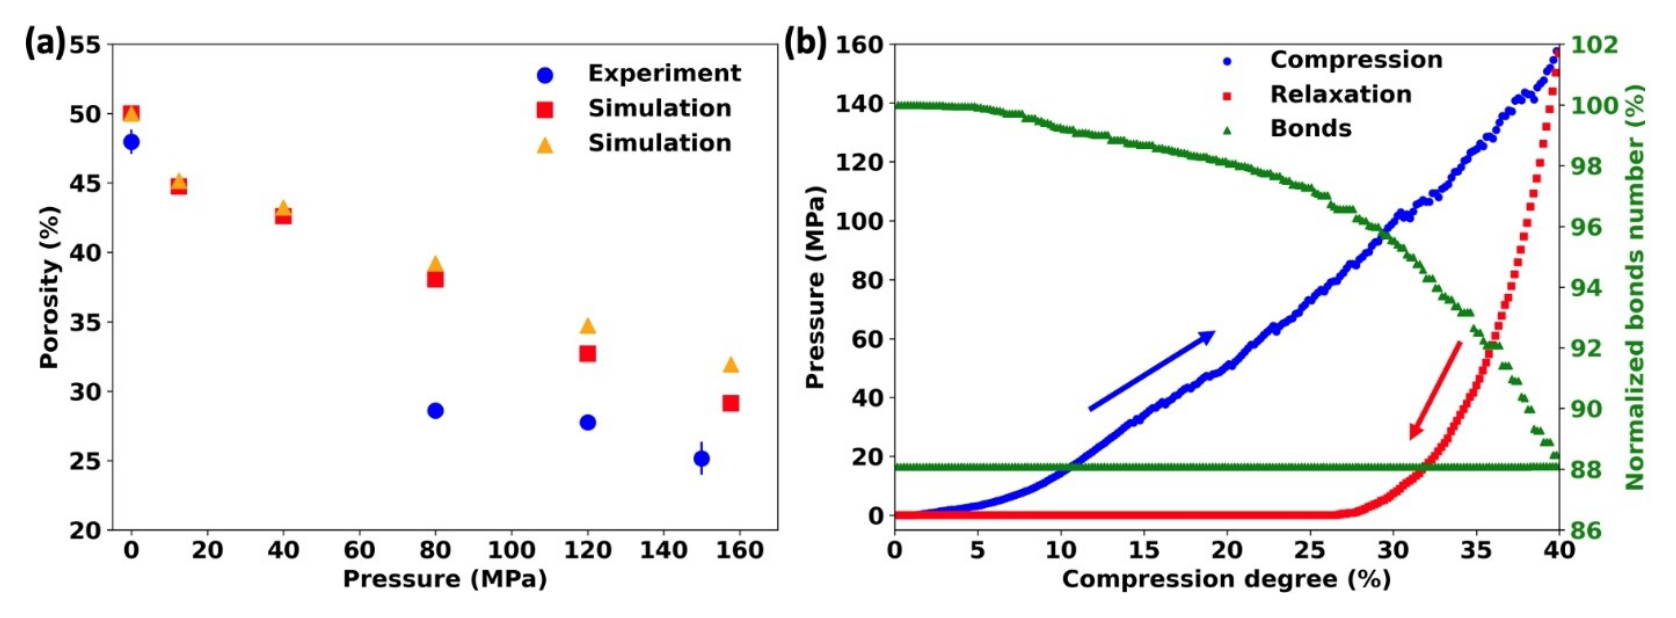 (a)
55
50
45
40
35
30
25
20
Porosity (%)
0 20 40 60 80 100 120 140 160
Pressure (MPa)
Experiment
Simulation
Simulation
(b)
160
140
120
100
80
60
40
20
0
Pressure (MPa)
0 5 10 15 20 25 30 35 40
Compression degree (%)
Compression
Relaxation
Bonds
102
100
98
96
94
92
90
88
86
Normalized bonds number (%)